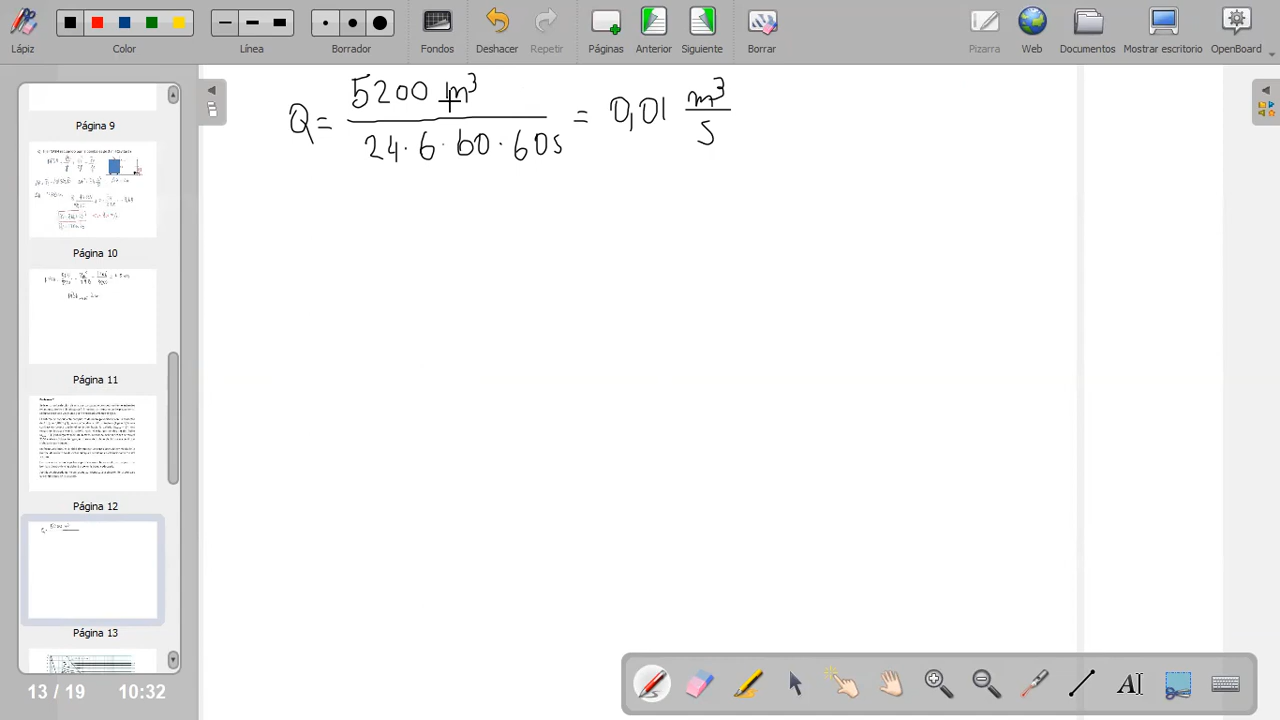 Lápiz
Color
Línea
Borrador
Fondos
Deshacer
Repetir
Páginas
Anterior
Siguiente
Borrar
Pizarra
Web
Documentos
Mostrar escritorio
OpenBoard
Página 9
Página 10
Página 11
Página 12
Página 13
13 / 19 10:32
Q = 5200 m³ / 24 · 6 · 60 · 60 s = 0,01 m³ / s